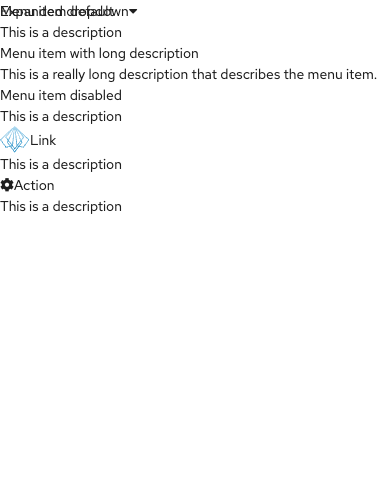 Expanded dropdown
Menu item default
This is a description
Menu item with long description
This is a really long description that describes the menu item.
Menu item disabled
This is a description
Link
This is a description
Action
This is a description